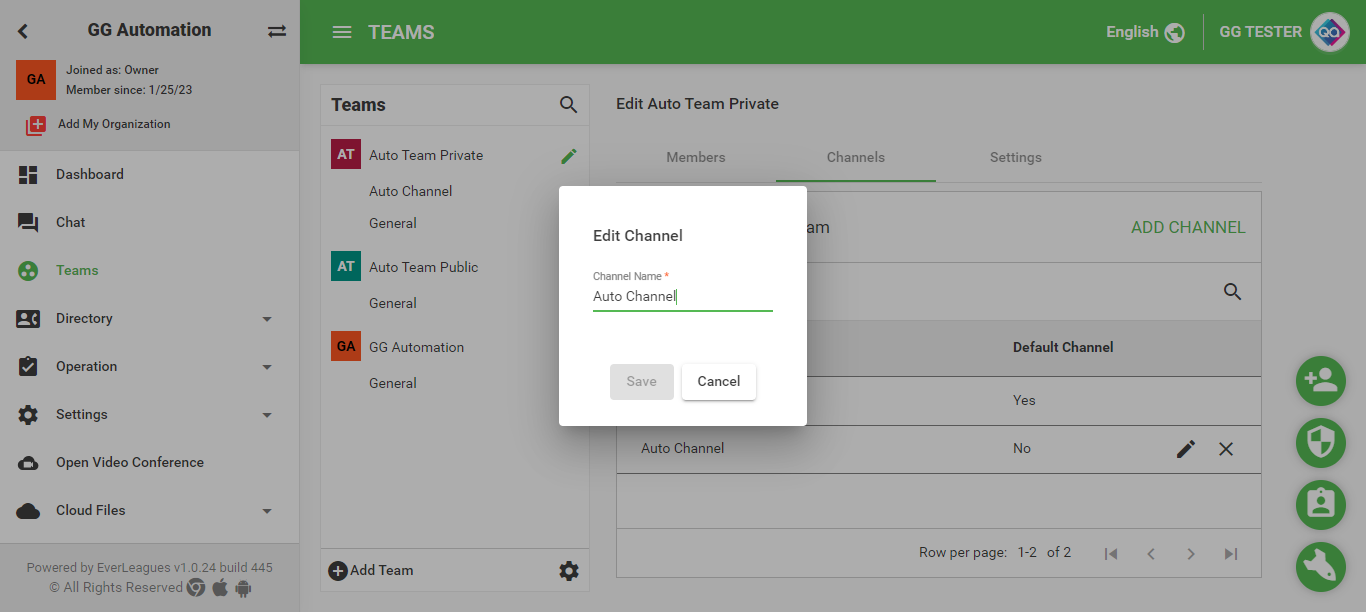 GG Automation
GA
Joined as: Owner
Member since: 1/25/23
Add My Organization
Dashboard
Chat
Teams
Directory
Operation
Settings
Open Video Conference
Cloud Files
Powered by EverLeagues v1.0.24 build 445
© All Rights Reserved
TEAMS
English
GG TESTER
QA
Teams
AT Auto Team Private
Auto Channel
General
AT Auto Team Public
General
GA GG Automation
General
Add Team
Edit Auto Team Private
Members Channels Settings
am
ADD CHANNEL
Default Channel
Yes
Auto Channel No
Row per page: 1-2 of 2
Edit Channel
Channel Name *
Auto Channel
Save Cancel